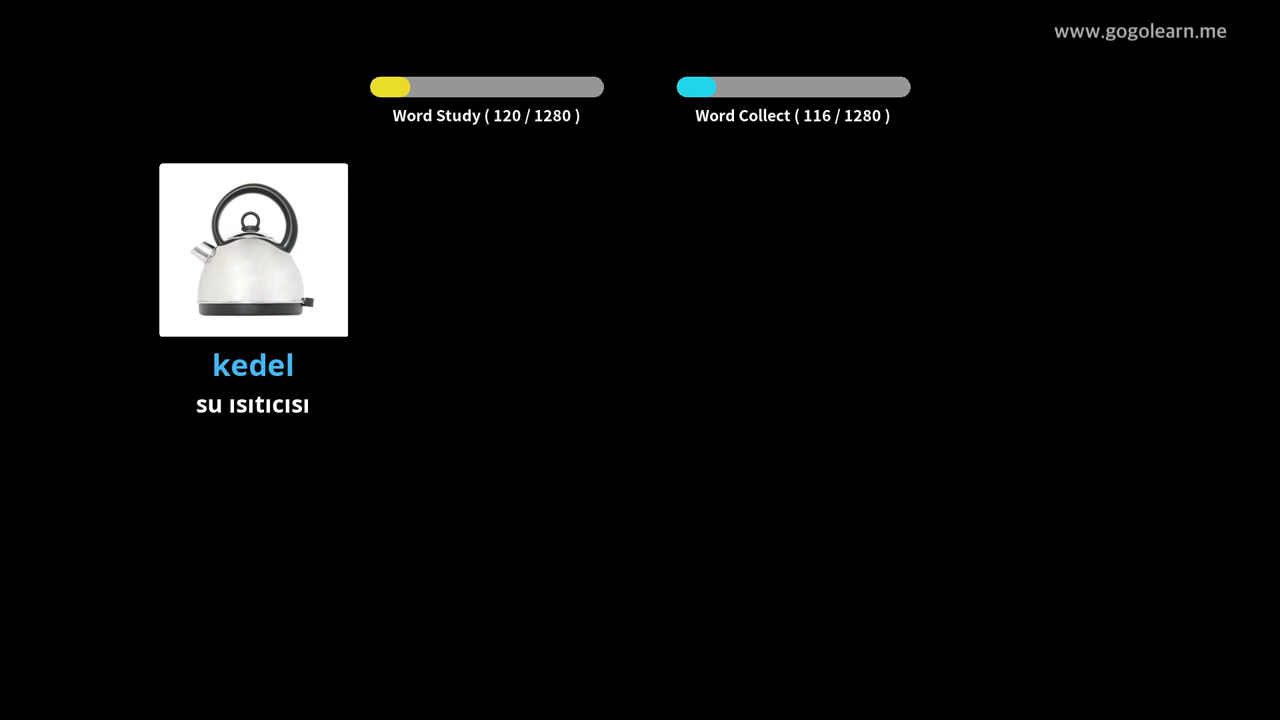 www.gogolearn.me
Word Study ( 120 / 1280 )
Word Collect ( 116 / 1280 )
kedel
su ısıtıcısı